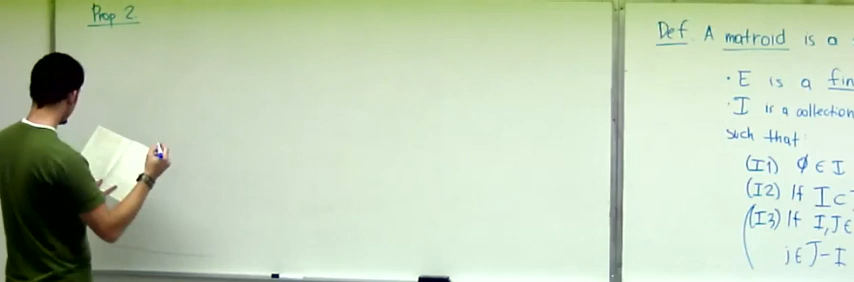 Prop 2.
Def. A matroid is a
· E is a fin
· I is a collection
such that:
(I1) ∅ ∈ I
(I2) If I ⊂ J
(I3) If I, J ∈
j ∈ J - I